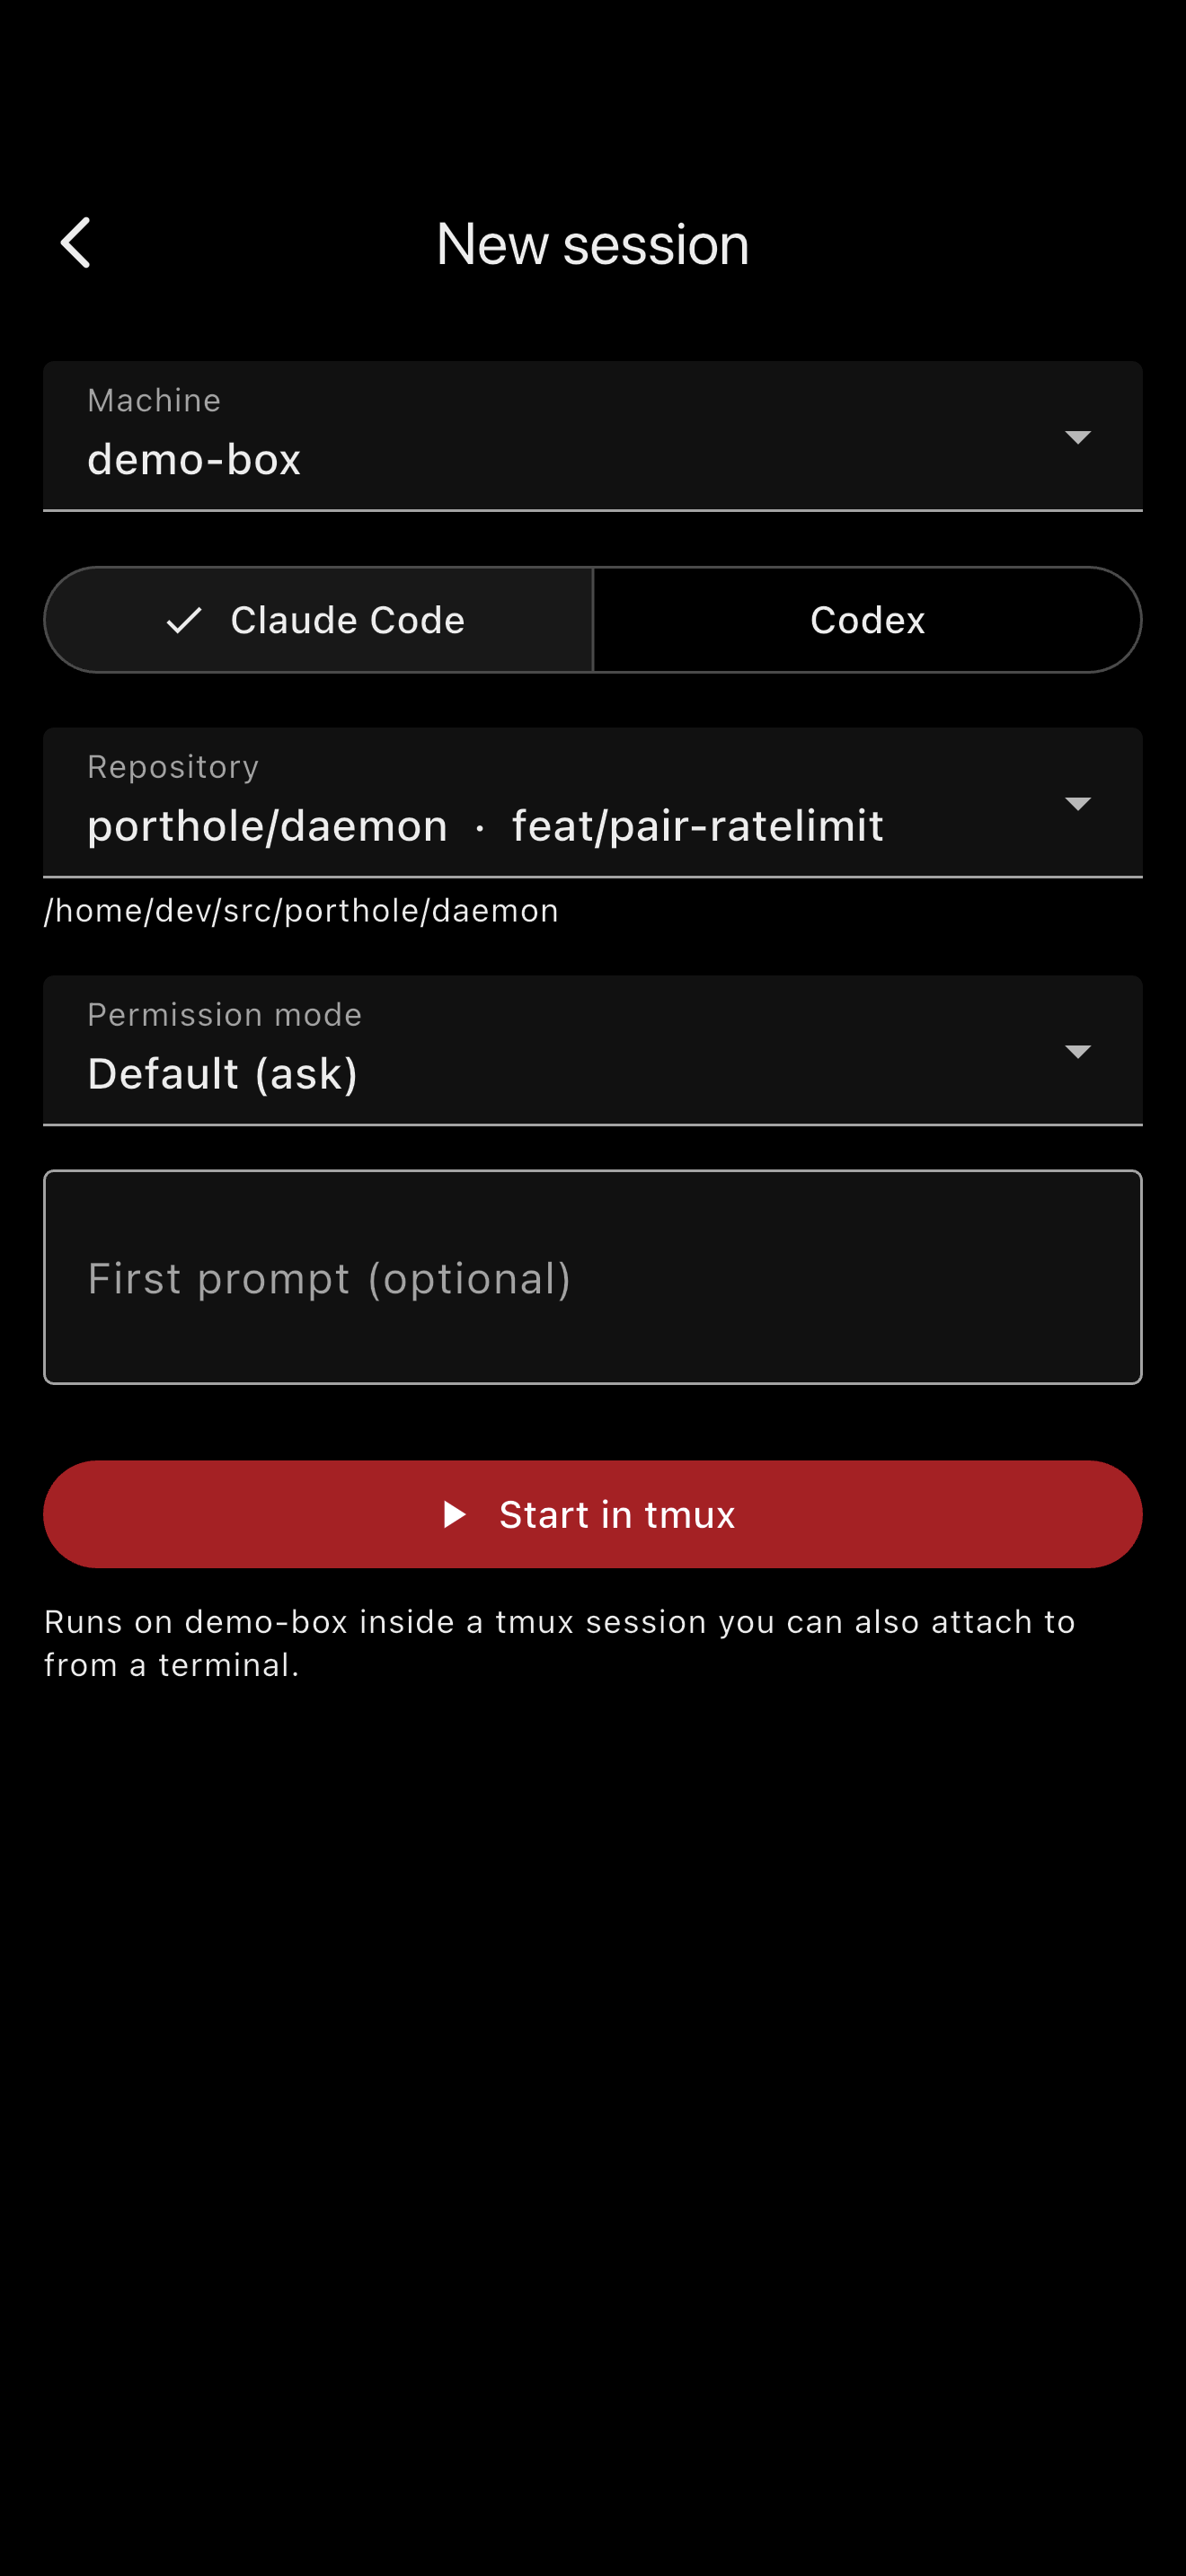 New session
Machine
demo-box
Claude Code
Codex
Repository
porthole/daemon · feat/pair-ratelimit
/home/dev/src/porthole/daemon
Permission mode
Default (ask)
First prompt (optional)
Start in tmux
Runs on demo-box inside a tmux session you can also attach to
from a terminal.